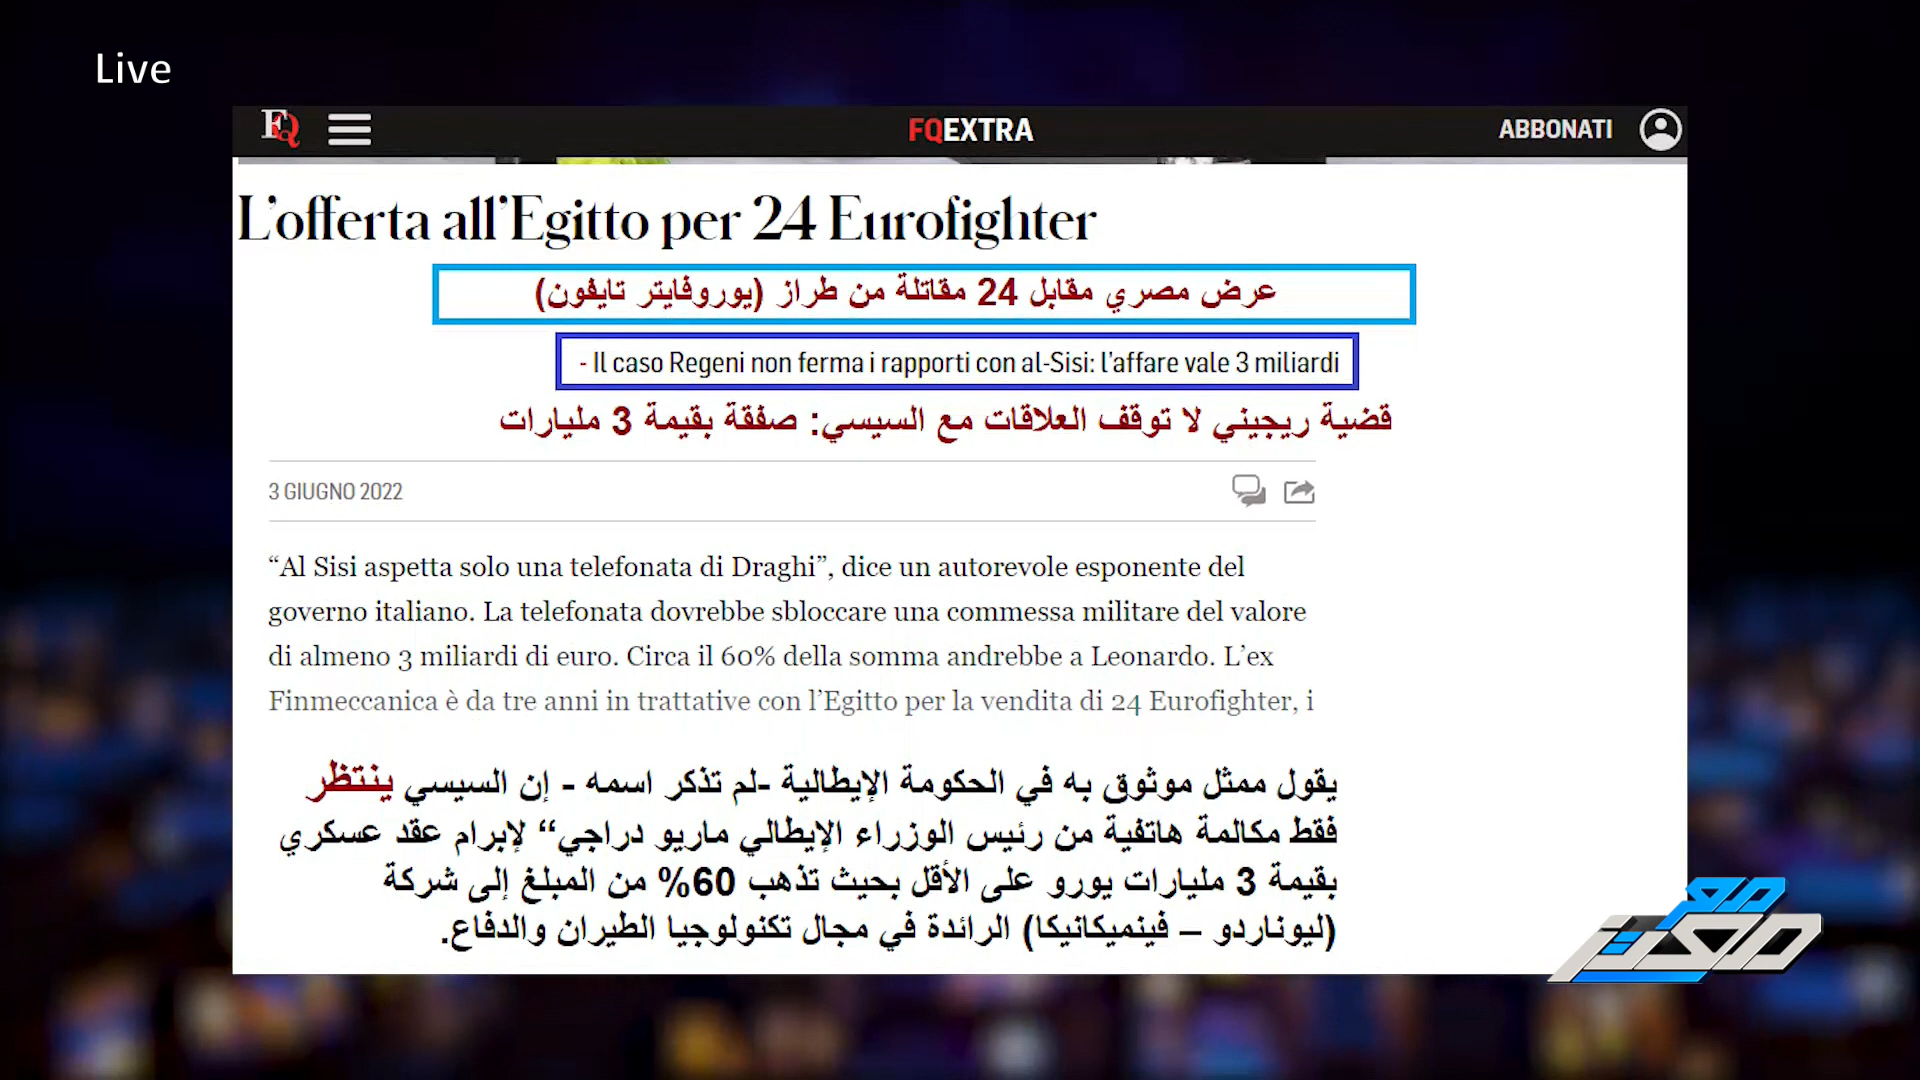 Live
FQ
FQEXTRA
ABBONATI
L'offerta all'Egitto per 24 Eurofighter
عرض مصري مقابل 24 مقاتلة من طراز (يوروفايتر تايفون)
- Il caso Regeni non ferma i rapporti con al-Sisi: l'affare vale 3 miliardi
قضية ريجيني لا توقف العلاقات مع السيسي: صفقة بقيمة 3 مليارات
3 GIUGNO 2022
“Al Sisi aspetta solo una telefonata di Draghi”, dice un autorevole esponente del
governo italiano. La telefonata dovrebbe sbloccare una commessa militare del valore
di almeno 3 miliardi di euro. Circa il 60% della somma andrebbe a Leonardo. L’ex
Finmeccanica è da tre anni in trattative con l’Egitto per la vendita di 24 Eurofighter, i
يقول ممثل موثوق به في الحكومة الإيطالية -لم تذكر اسمه - إن السيسي ينتظر
فقط مكالمة هاتفية من رئيس الوزراء الإيطالي ماريو دراجي“ لإبرام عقد عسكري
بقيمة 3 مليارات يورو على الأقل بحيث تذهب 60% من المبلغ إلى شركة
(ليوناردو – فينميكانيكا) الرائدة في مجال تكنولوجيا الطيران والدفاع.
مع معتز